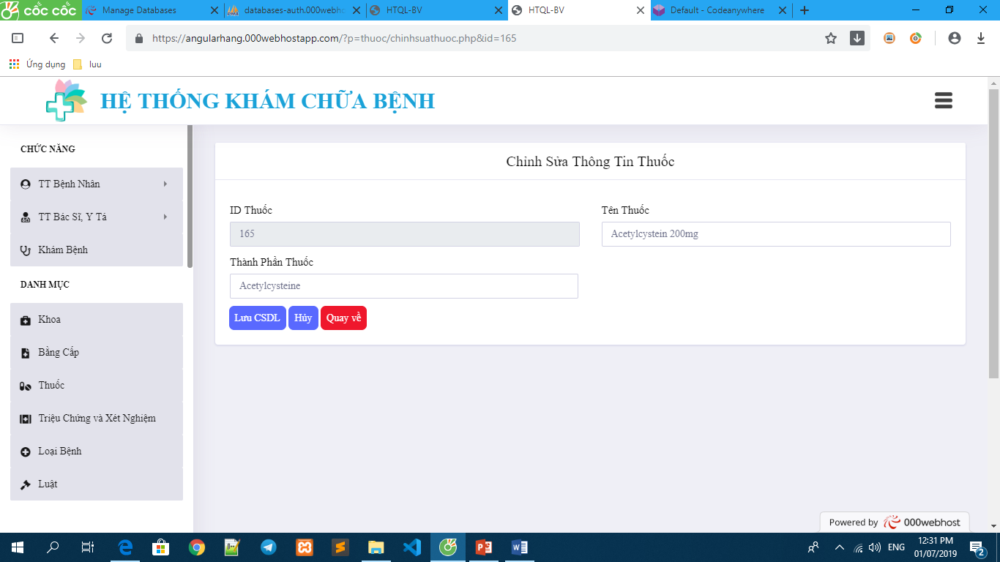 cốc cốc
Manage Databases
databases-auth.000webho
HTQL-BV
HTQL-BV
Default - Codeanywhere
https://angularhang.000webhostapp.com/?p=thuoc/chinhsuathuoc.php&id=165
Ứng dụng
luu
HỆ THỐNG KHÁM CHỮA BỆNH
CHỨC NĂNG
TT Bệnh Nhân
TT Bác Sĩ, Y Tá
Khám Bệnh
DANH MỤC
Khoa
Bằng Cấp
Thuốc
Triệu Chứng và Xét Nghiệm
Loại Bệnh
Luật
Chỉnh Sửa Thông Tin Thuốc
ID Thuốc
Tên Thuốc
165
Acetylcystein 200mg
Thành Phần Thuốc
Acetylcysteine
Lưu CSDL
Hủy
Quay về
Powered by 000webhost
ENG
12:31 PM
01/07/2019
2